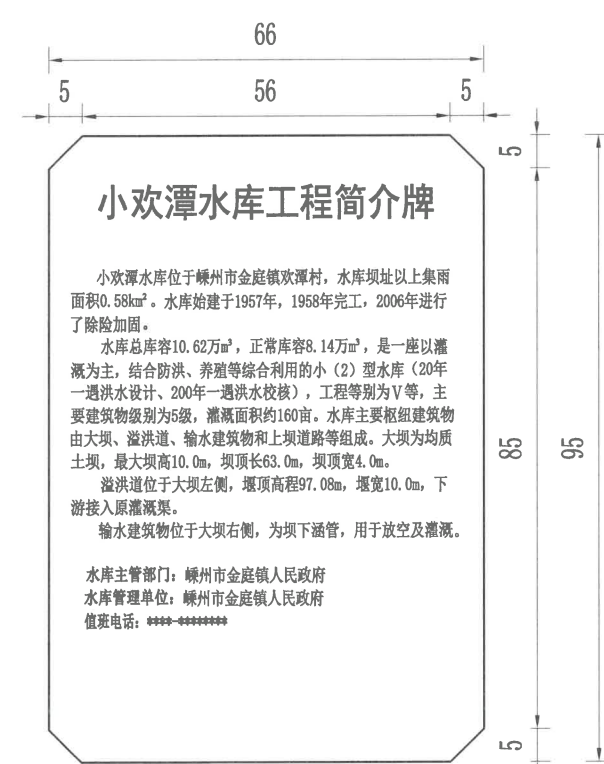 66
5 56 5
小欢潭水库工程简介牌
小欢潭水库位于嵊州市金庭镇欢潭村，水库坝址以上集雨
面积0.58km²。水库始建于1957年，1958年完工，2006年进行
了除险加固。
水库总库容10.62万m³，正常库容8.14万m³，是一座以灌
溉为主，结合防洪、养殖等综合利用的小（2）型水库（20年
一遇洪水设计、200年一遇洪水校核），工程等别为Ⅴ等，主
要建筑物级别为5级，灌溉面积约160亩。水库主要枢纽建筑物
由大坝、溢洪道、输水建筑物和上坝道路等组成。大坝为均质
土坝，最大坝高10.0m，坝顶长63.0m，坝顶宽4.0m。
溢洪道位于大坝左侧，堰顶高程97.08m，堰宽10.0m，下
游接入原灌溉渠。
输水建筑物位于大坝右侧，为坝下涵管，用于放空及灌溉。
水库主管部门：嵊州市金庭镇人民政府
水库管理单位：嵊州市金庭镇人民政府
值班电话：****-********
5
85
95
5